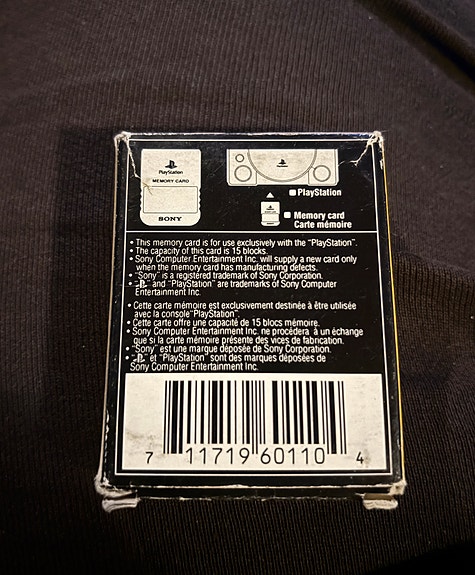 PlayStation
MEMORY CARD
SONY
PlayStation
Memory card
Carte mémoire
• This memory card is for use exclusively with the "PlayStation".
• The capacity of this card is 15 blocks.
• Sony Computer Entertainment Inc. will supply a new card only
when the memory card has manufacturing defects.
• "Sony" is a registered trademark of Sony Corporation.
• and "PlayStation" are trademarks of Sony Computer
Entertainment Inc.
• Cette carte mémoire est exclusivement destinée à être utilisée
avec la console"PlayStation".
• Cette carte offre une capacité de 15 blocs mémoire.
• Sony Computer Entertainment Inc. ne procédera à un échange
que si la carte mémoire présente des vices de fabrication.
• "Sony" est une marque déposée de Sony Corporation.
• et "PlayStation" sont des marques déposées de
Sony Computer Entertainment Inc.
7 11719 60110 4